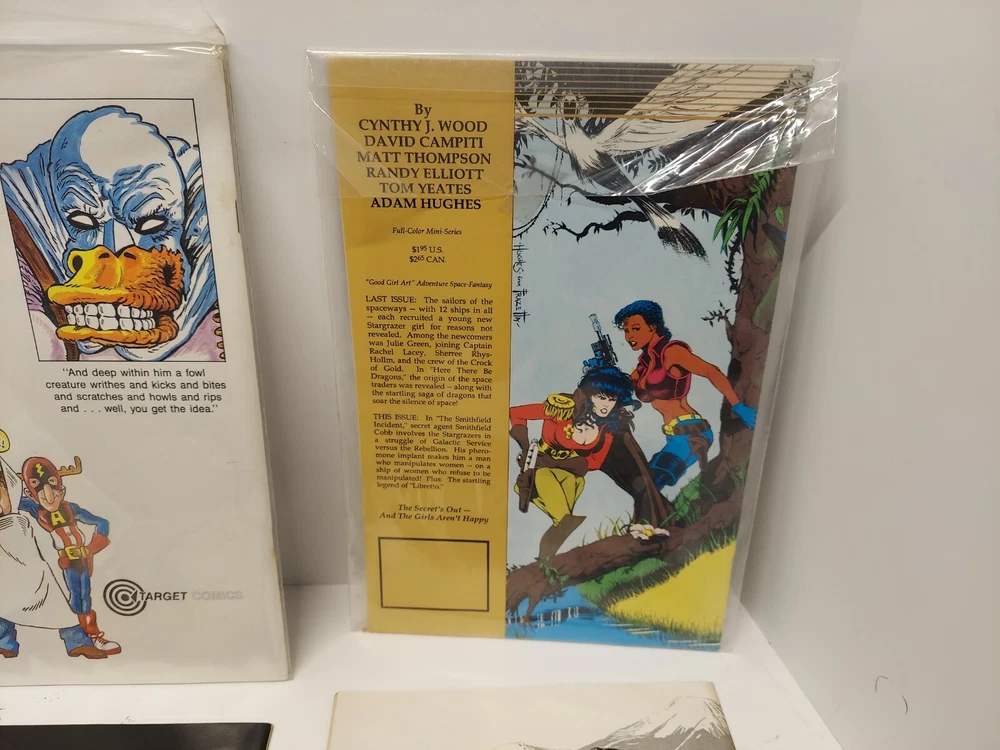 "And deep within him a fowl
creature writhes and kicks and bites
and scratches and howls and rips
and . . . well, you get the idea."
!
A
TARGET COMICS
By
CYNTHY J. WOOD
DAVID CAMPITI
MATT THOMPSON
RANDY ELLIOTT
TOM YEATES
ADAM HUGHES
Full-Color Mini-Series
$1.95 U.S.
$2.65 CAN.
"Good Girl Art" Adventure Space-Fantasy
LAST ISSUE: The sailors of the
spaceways -- with 12 ships in all
-- each recruited a young new
Stargrazer girl for reasons not
revealed. Among the newcomers
was Julie Green, joining Captain
Rachel Lacey, Sherree Rhys-
Hollm, and the crew of the Crock
of Gold. In "Here There Be
Dragons," the origin of the space
traders was revealed -- along with
the startling saga of dragons that
soar the silence of space!
THIS ISSUE: In "The Smithfield
Incident," secret agent Smithfield
Cobb involves the Stargrazers in
a struggle of Galactic Service
versus the Rebellion. His phero-
mone implant makes him a man
who manipulates women -- on a
ship of women who refuse to be
manipulated! Plus: The startling
legend of "Libretto."
The Secret's Out --
And The Girls Aren't Happy
HUGHES